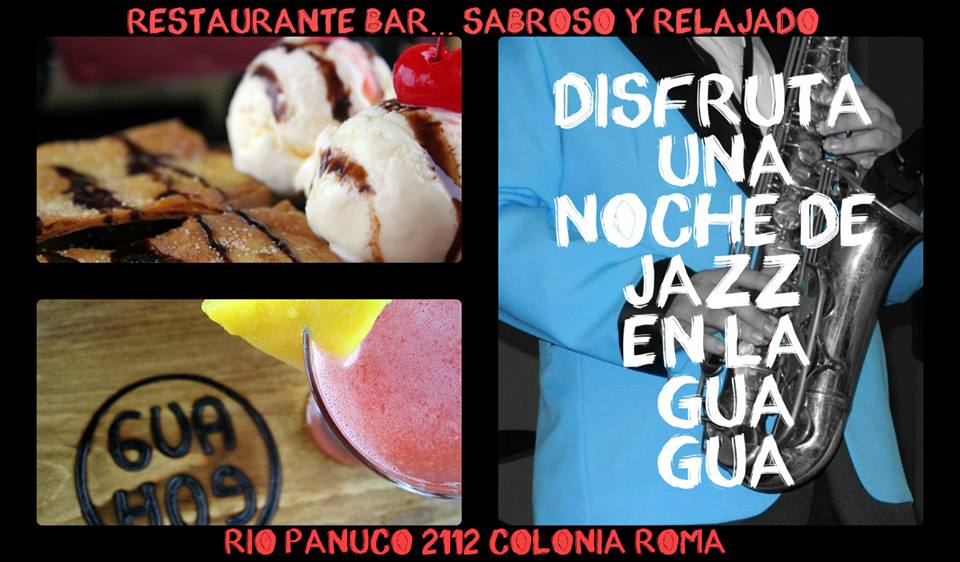 RESTAURANTE BAR... SABROSO Y RELAJADO
DISFRUTA
UNA
NOCHE DE
JAZZ
EN LA
GUA
GUA
GUA
HOG
RIO PANUCO 2112 COLONIA ROMA